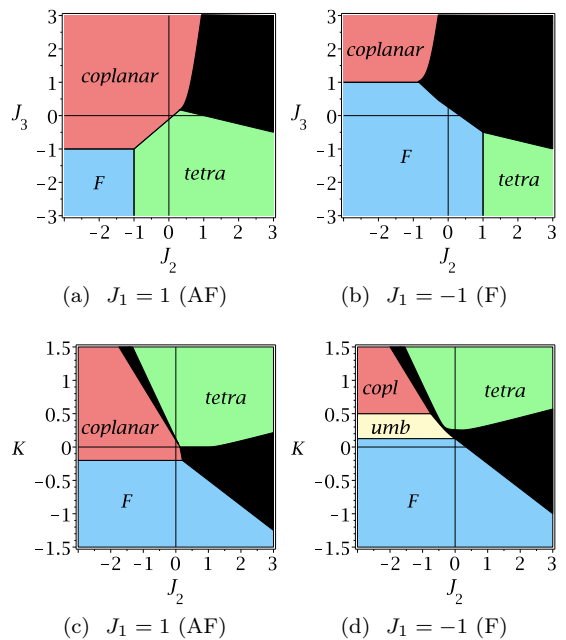 3
2
1
0
−1
−2
−3
J3
coplanar
F
tetra
−2 −1 0 1 2 3
J2
(a) J1 = 1 (AF)
3
2
1
0
−1
−2
−3
J3
coplanar
F
tetra
−2 −1 0 1 2 3
J2
(b) J1 = −1 (F)
1.5
1
0.5
0
−0.5
−1
−1.5
K
coplanar
tetra
F
−2 −1 0 1 2 3
J2
(c) J1 = 1 (AF)
1.5
1
0.5
0
−0.5
−1
−1.5
K
copl
umb
tetra
F
−2 −1 0 1 2 3
J2
(d) J1 = −1 (F)